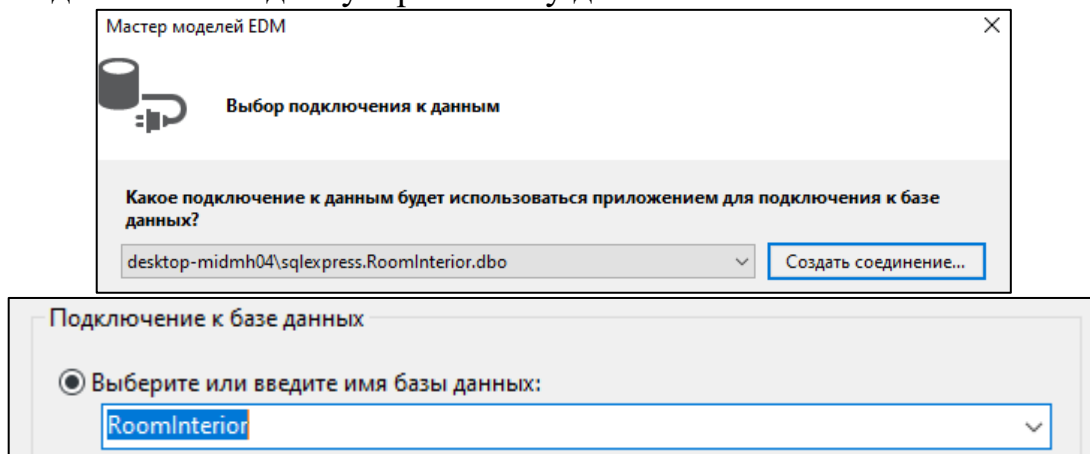 Мастер моделей EDM
Выбор подключения к данным
Какое подключение к данным будет использоваться приложением для подключения к базе
данных?
desktop-midmh04\sqlexpress.RoomInterior.dbo
Создать соединение...
Подключение к базе данных
Выберите или введите имя базы данных:
RoomInterior